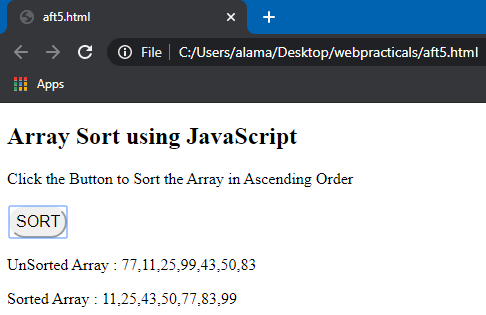 aft5.html
File C:/Users/alama/Desktop/webpracticals/aft5.html
Apps
Array Sort using JavaScript
Click the Button to Sort the Array in Ascending Order
SORT
UnSorted Array : 77,11,25,99,43,50,83
Sorted Array : 11,25,43,50,77,83,99